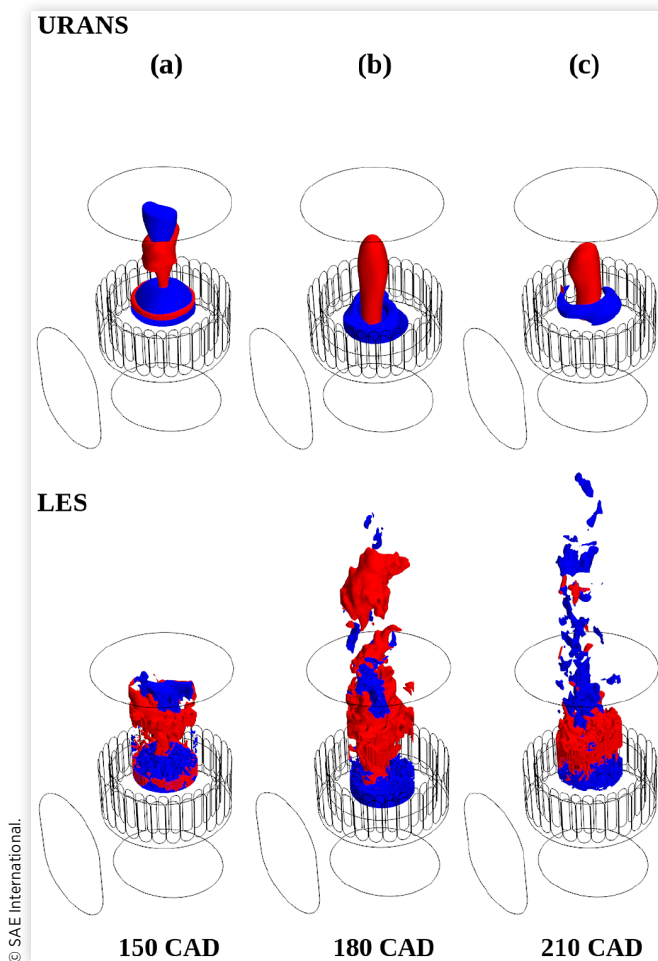 URANS
(a) (b) (c)
LES
150 CAD 180 CAD 210 CAD
© SAE International.